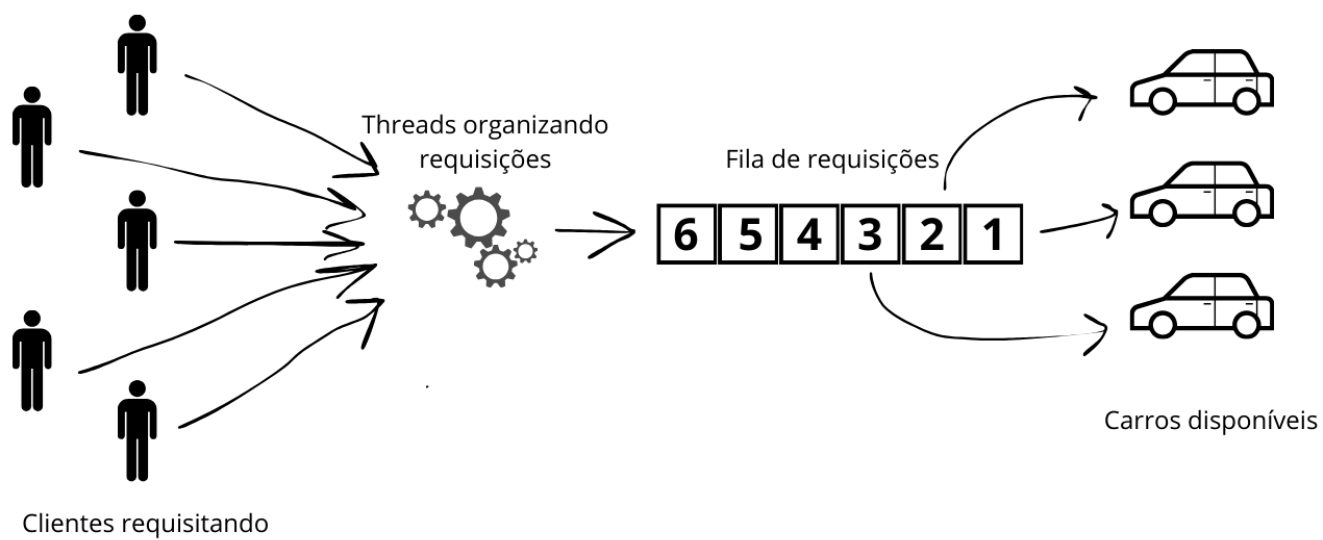 Threads organizando
requisições
Fila de requisições
6 5 4 3 2 1
Carros disponíveis
Clientes requisitando